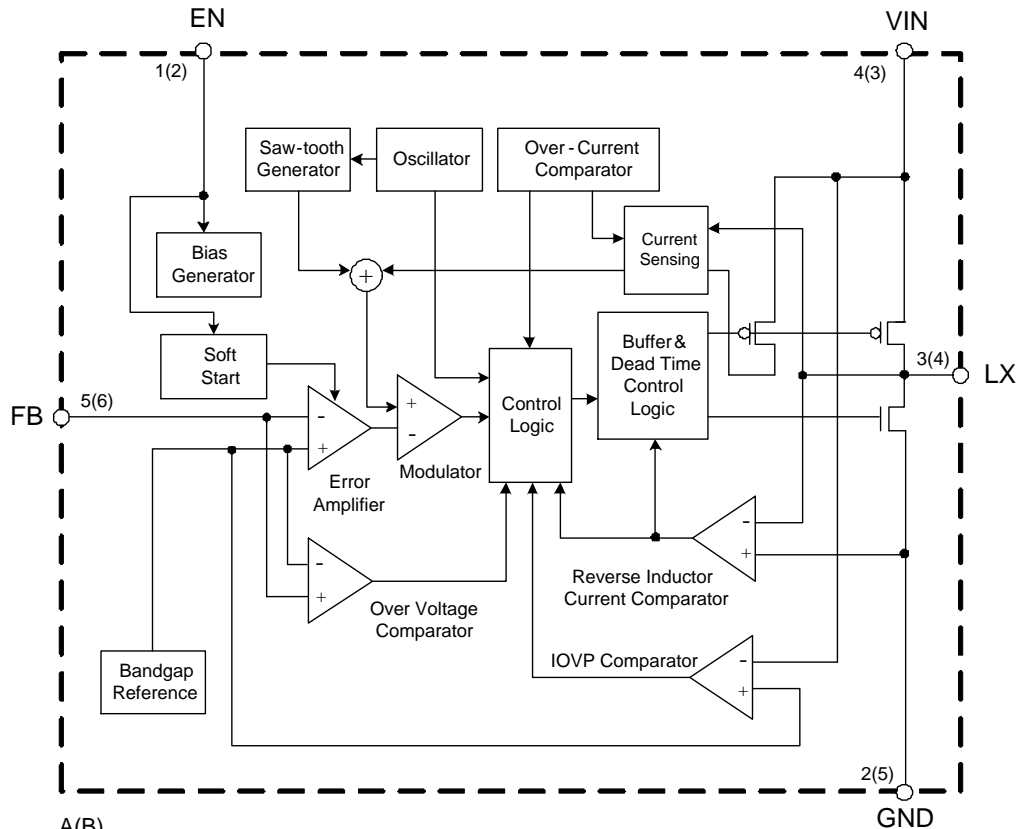 EN
VIN
1(2)
4(3)
Saw-tooth
Generator
Oscillator
Over-Current
Comparator
Bias
Generator
+
Current
Sensing
Soft
Start
Buffer &
Dead Time
Control
Logic
3(4)
LX
5(6)
FB
-
+
Error
Amplifier
+
-
Modulator
Control
Logic
-
+
Over Voltage
Comparator
-
+
Reverse Inductor
Current Comparator
Bandgap
Reference
IOVP Comparator
-
+
2(5)
GND
A(B)